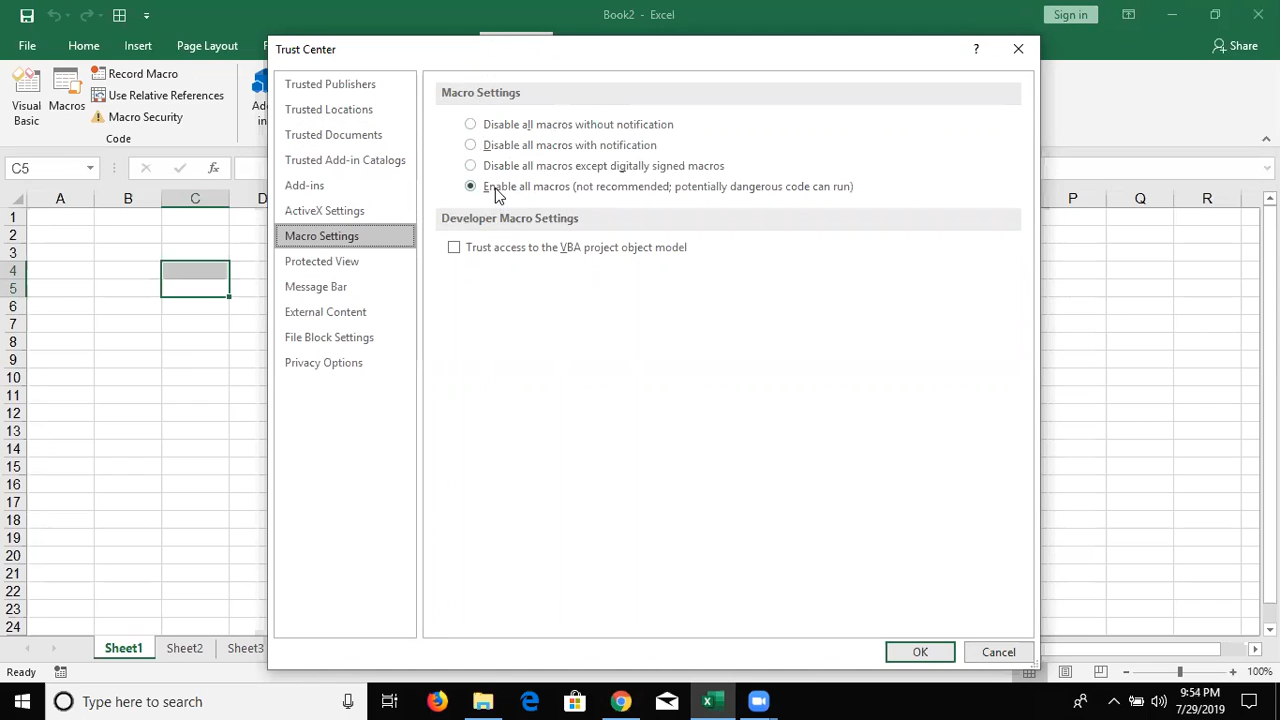 Book2 - Excel
Sign in
File Home Insert Page Layout
Share
Trust Center
Visual Basic
Macros
Record Macro
Use Relative References
Macro Security
Code
Ad
in
C5
fx
A B C D P Q R
1
2
3
4
5
6
7
8
9
10
11
12
13
14
15
16
17
18
19
20
21
22
23
24
Trusted Publishers
Trusted Locations
Trusted Documents
Trusted Add-in Catalogs
Add-ins
ActiveX Settings
Macro Settings
Protected View
Message Bar
External Content
File Block Settings
Privacy Options
Macro Settings
Disable all macros without notification
Disable all macros with notification
Disable all macros except digitally signed macros
Enable all macros (not recommended; potentially dangerous code can run)
Developer Macro Settings
Trust access to the VBA project object model
OK Cancel
Sheet1 Sheet2 Sheet3
Ready
100%
Type here to search
9:54 PM
7/29/2019